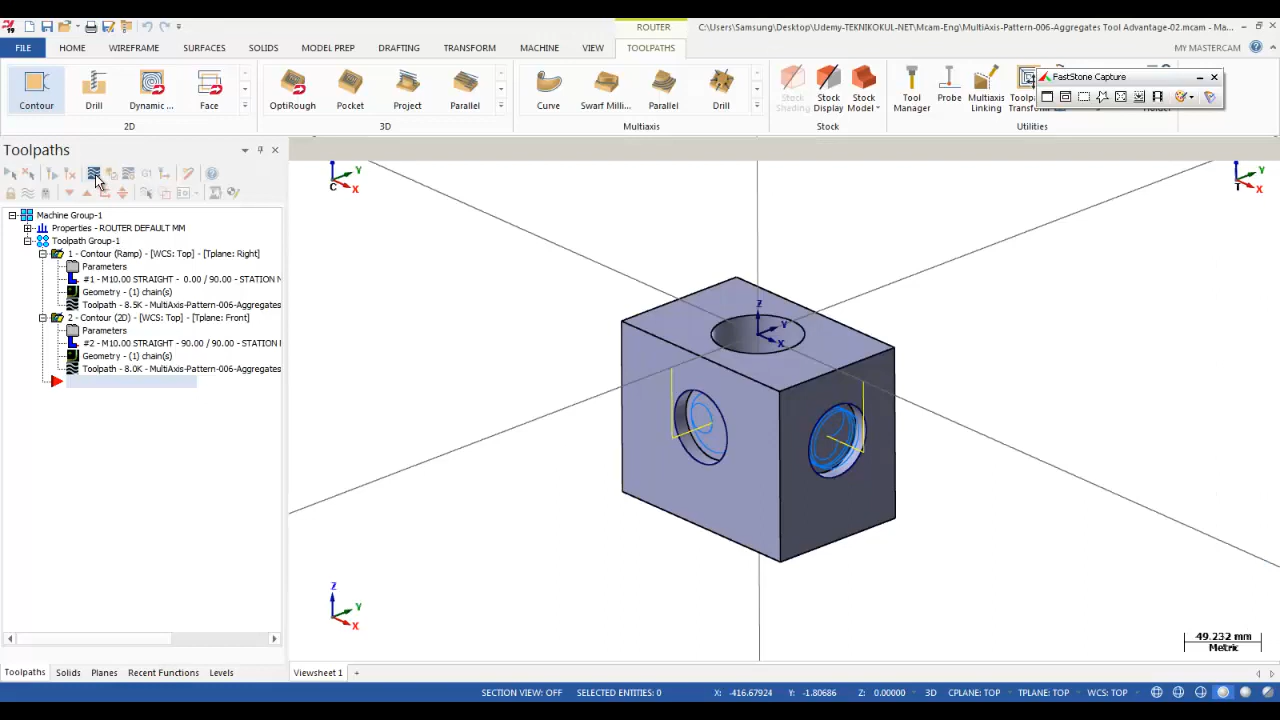 19
ROUTER
C:\Users\Samsung\Desktop\Udemy-TEKNIKOKUL-NET\Mcam-Eng\MultiAxis-Pattern-006-Aggregates Tool Advantage-02.mcam - Ma...
FILE HOME WIREFRAME SURFACES SOLIDS MODEL PREP DRAFTING TRANSFORM MACHINE VIEW TOOLPATHS MY MASTERCAM
FastStone Capture
Contour Drill Dynamic ... Face OptiRough Pocket Project Parallel Curve Swarf Milli... Parallel Drill Stock Shading Stock Display Stock Model Tool Manager Probe Multiaxis Linking Toolpa Transform Holder
2D 3D Multiaxis Stock Utilities
Toolpaths
G1
Machine Group-1
Properties - ROUTER DEFAULT MM
Toolpath Group-1
1 - Contour (Ramp) - [WCS: Top] - [Tplane: Right]
Parameters
#1 - M10.00 STRAIGHT - 0.00 / 90.00 - STATION N
Geometry - (1) chain(s)
Toolpath - 8.5K - MultiAxis-Pattern-006-Aggregates
2 - Contour (2D) - [WCS: Top] - [Tplane: Front]
Parameters
#2 - M10.00 STRAIGHT - 90.00 / 90.00 - STATION N
Geometry - (1) chain(s)
Toolpath - 8.0K - MultiAxis-Pattern-006-Aggregates
Y
X
C
Y
X
T
Z
Y
X
Z
Y
X
49.232 mm
Metric
Toolpaths Solids Planes Recent Functions Levels
Viewsheet 1 +
SECTION VIEW: OFF SELECTED ENTITIES: 0 X: -416.67924 Y: -1.80686 Z: 0.00000 3D CPLANE: TOP TPLANE: TOP WCS: TOP